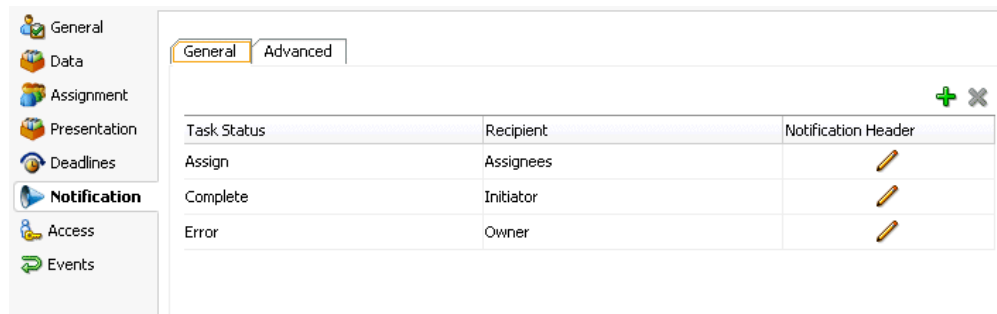 General
Data
Assignment
Presentation
Deadlines
Notification
Access
Events
General Advanced
Task Status Recipient Notification Header
Assign Assignees
Complete Initiator
Error Owner